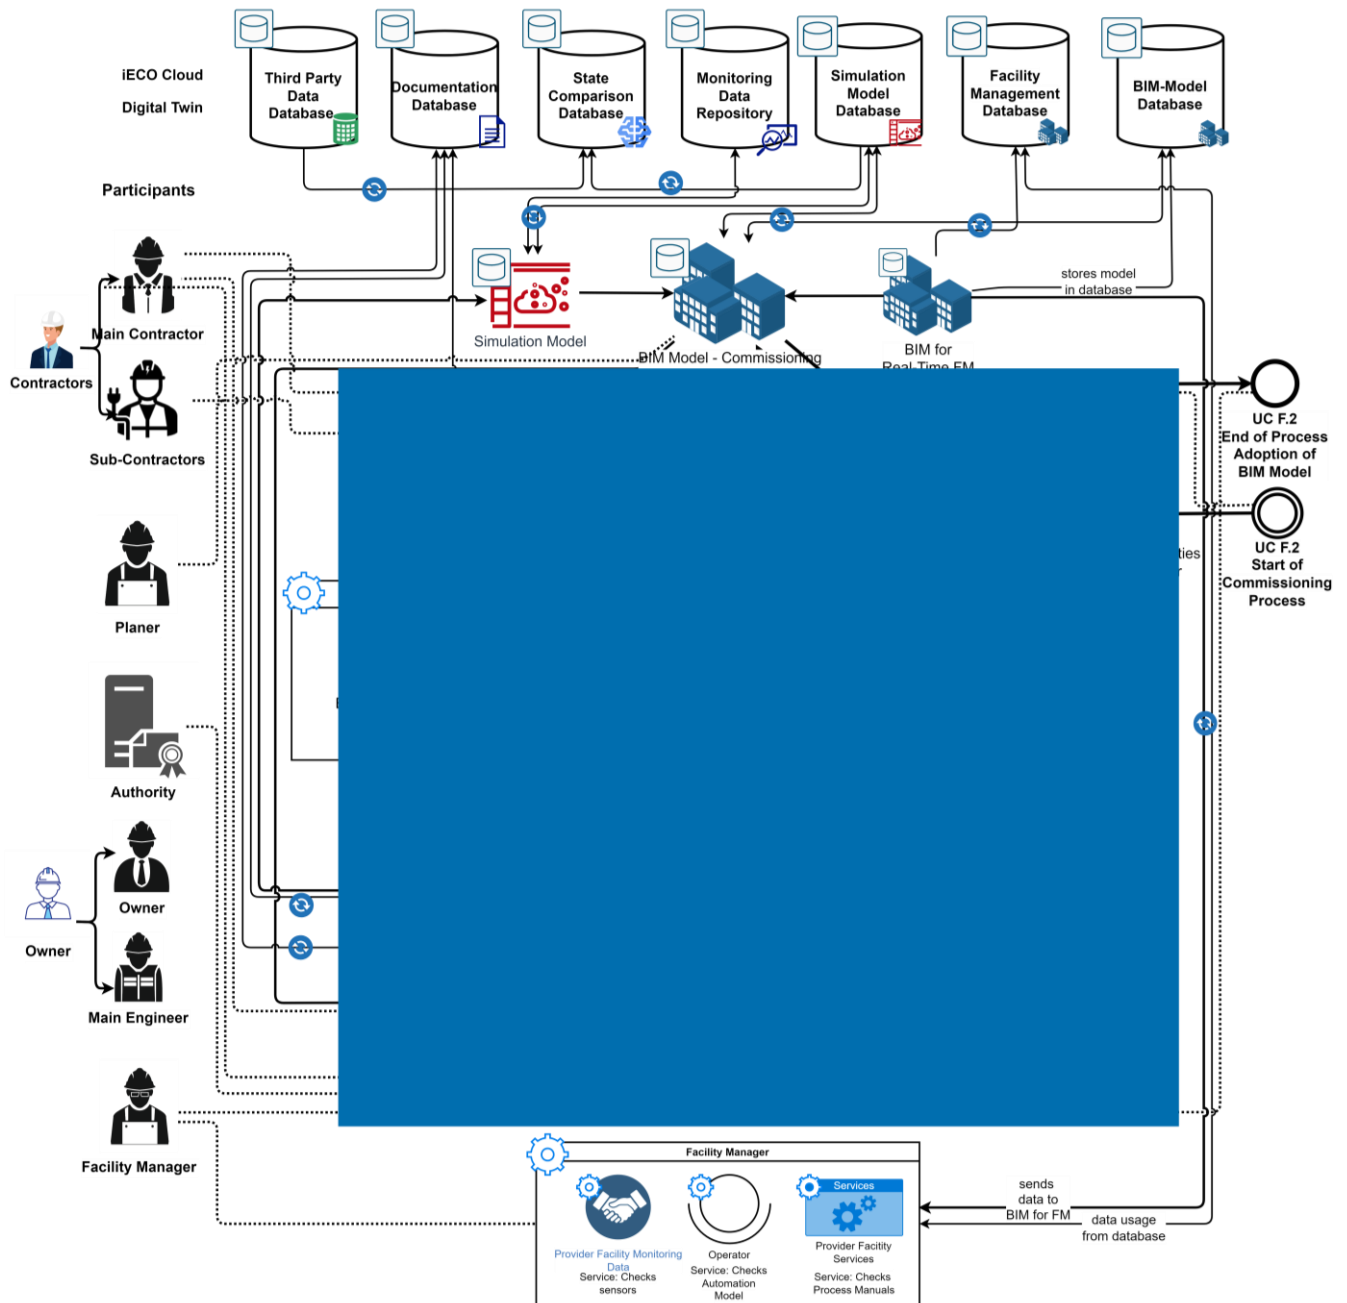 iECO Cloud
Digital Twin
Third Party
Data
Database
Documentation
Database
State
Comparison
Database
Monitoring
Data
Repository
Simulation
Model
Database
Facility
Management
Database
BIM-Model
Database
Participants
Main Contractor
Contractors
Sub-Contractors
Simulation Model
BIM Model - Commissioning
BIM for
Real-Time FM
stores model
in database
UC F.2
End of Process
Adoption of
BIM Model
UC F.2
Start of
Commissioning
Process
ties
Planer
Authority
Owner
Owner
Main Engineer
Facility Manager
Facility Manager
Services
Provider Facility Monitoring
Data
Service: Checks
sensors
Operator
Service: Checks
Automation
Model
Provider Facitity
Services
Service: Checks
Process Manuals
sends
data to
BIM for FM
data usage
from database